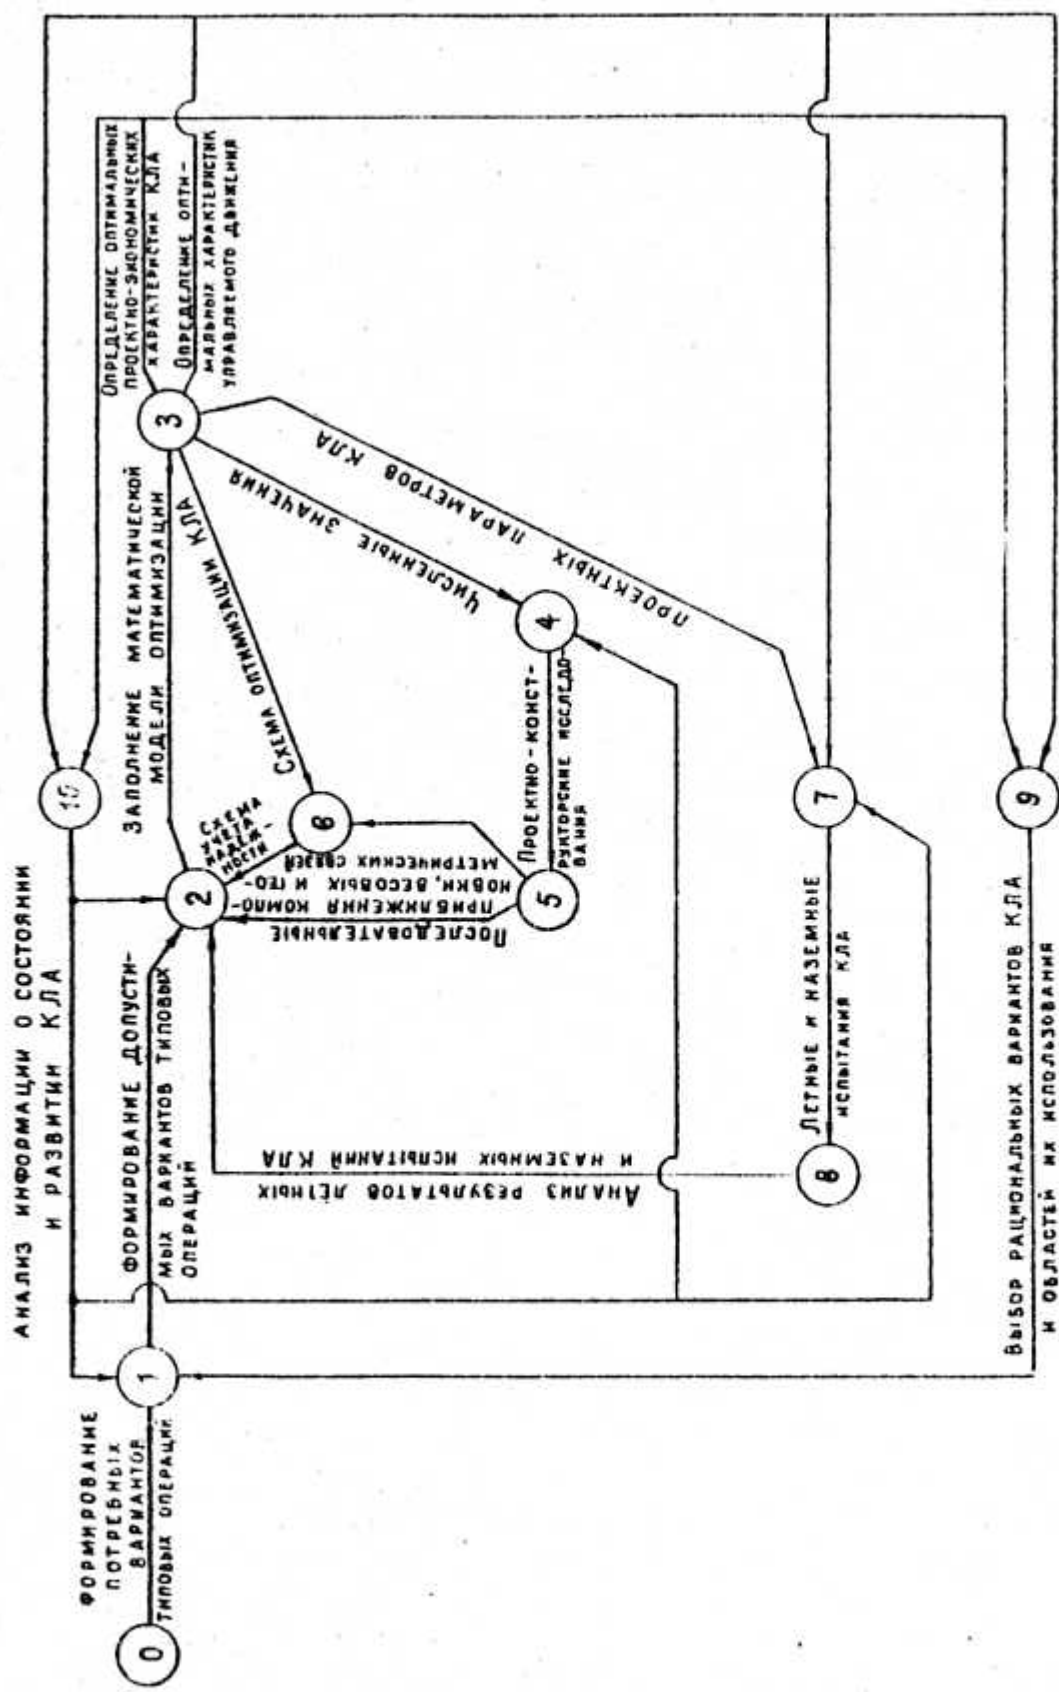 АНАЛИЗ ИНФОРМАЦИИ О СОСТОЯНИИ
И РАЗВИТИИ КЛА
ФОРМИРОВАНИЕ
ПОТРЕБНЫХ
ВАРИАНТОВ
ТИПОВЫХ ОПЕРАЦИЙ
0
1
ФОРМИРОВАНИЕ ДОПУСТИ-
МЫХ ВАРИАНТОВ ТИПОВЫХ
ОПЕРАЦИЙ
10
2
ЗАПОЛНЕНИЕ МАТЕМАТИЧЕСКОЙ
МОДЕЛИ ОПТИМИЗАЦИИ
3
ОПРЕДЕЛЕНИЕ ОПТИМАЛЬНЫХ
ПРОЕКТНО-ЭКОНОМИЧЕСКИХ
ХАРАКТЕРИСТИК КЛА
ОПРЕДЕЛЕНИЕ ОПТИ-
МАЛЬНЫХ ХАРАКТЕРИСТИК
УПРАВЛЯЕМОГО ДВИЖЕНИЯ
СХЕМА
УЧЕТА
НАДЕЖ-
НОСТИ
6
СХЕМА ОПТИМИЗАЦИИ КЛА
ЧИСЛЕННЫЕ ЗНАЧЕНИЯ
ПРОЕКТНЫХ ПАРАМЕТРОВ КЛА
ПОСЛЕДОВАТЕЛЬНЫЕ
ПРИБЛИЖЕНИЯ КОМПО-
НОВКИ, ВЕСОВЫХ И ГЕО-
МЕТРИЧЕСКИХ СВЯЗЕЙ
5
ПРОЕКТНО-КОНСТ-
РУКТОРСКИЕ ИССЛЕДО-
ВАНИЯ
4
АНАЛИЗ РЕЗУЛЬТАТОВ ЛЁТНЫХ
И НАЗЕМНЫХ ИСПЫТАНИЙ КЛА
8
ЛЕТНЫЕ И НАЗЕМНЫЕ
ИСПЫТАНИЯ КЛА
7
ВЫБОР РАЦИОНАЛЬНЫХ ВАРИАНТОВ КЛА
И ОБЛАСТЕЙ ИХ ИСПОЛЬЗОВАНИЯ
9